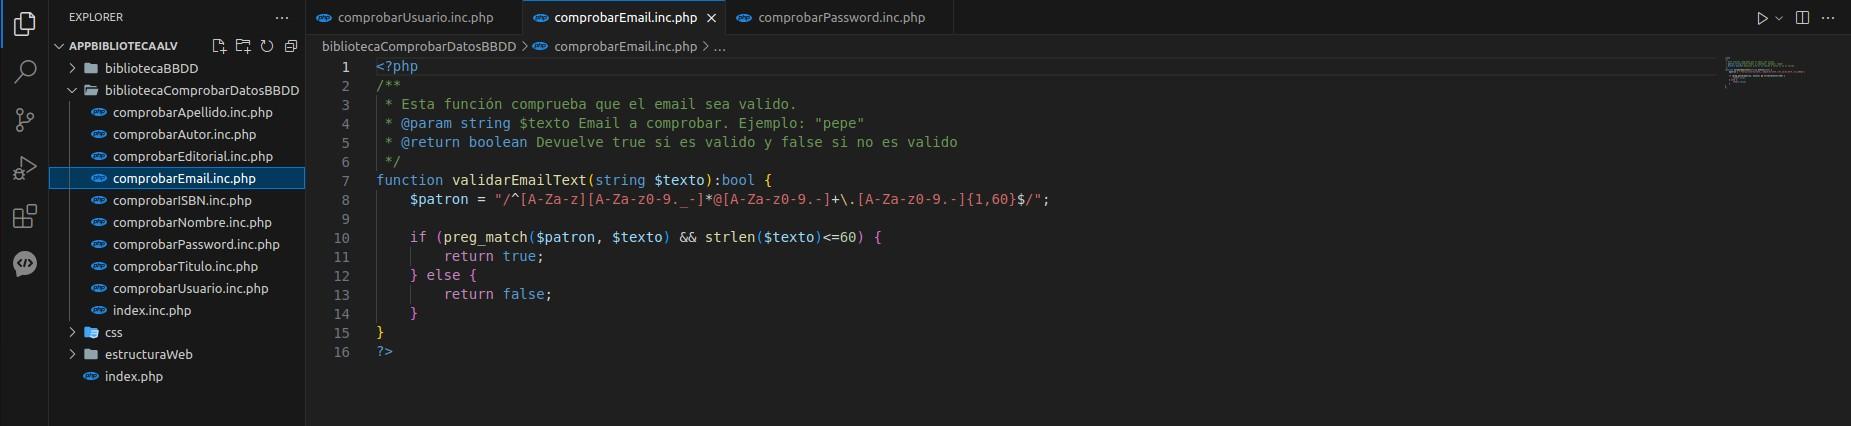 EXPLORER
APPBIBLIOTECAALV
bibliotecaBBDD
bibliotecaComprobarDatosBBDD
comprobarApellido.inc.php
comprobarAutor.inc.php
comprobarEditorial.inc.php
comprobarEmail.inc.php
comprobarISBN.inc.php
comprobarNombre.inc.php
comprobarPassword.inc.php
comprobarTitulo.inc.php
comprobarUsuario.inc.php
index.inc.php
css
estructuraWeb
index.php
comprobarUsuario.inc.php comprobarEmail.inc.php comprobarPassword.inc.php
bibliotecaComprobarDatosBBDD > comprobarEmail.inc.php > ...
1 <?php
2 /**
3  * Esta función comprueba que el email sea valido.
4  * @param string $texto Email a comprobar. Ejemplo: "pepe"
5  * @return boolean Devuelve true si es valido y false si no es valido
6  */
7 function validarEmailText(string $texto):bool {
8     $patron = "/^[A-Za-z][A-Za-z0-9._-]*@[A-Za-z0-9.-]+\.[A-Za-z0-9.-]{1,60}$/";
9
10     if (preg_match($patron, $texto) && strlen($texto)<=60) {
11         return true;
12     } else {
13         return false;
14     }
15 }
16 ?>